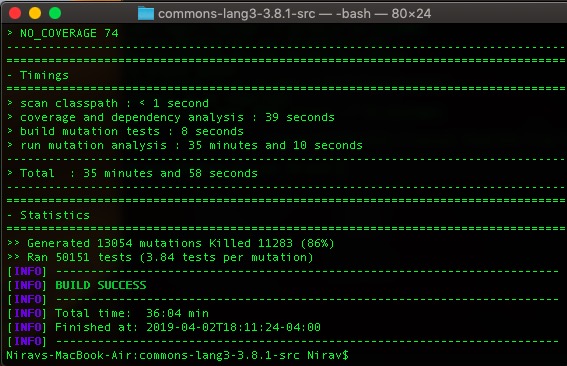 commons-lang3-3.8.1-src — -bash — 80×24
> NO_COVERAGE 74
--------------------------------------------------------------------------------
================================================================================
- Timings
================================================================================
> scan classpath : < 1 second
> coverage and dependency analysis : 39 seconds
> build mutation tests : 8 seconds
> run mutation analysis : 35 minutes and 10 seconds
--------------------------------------------------------------------------------
> Total  : 35 minutes and 58 seconds
--------------------------------------------------------------------------------
================================================================================
- Statistics
================================================================================
>> Generated 13054 mutations Killed 11283 (86%)
>> Ran 50151 tests (3.84 tests per mutation)
[INFO] ------------------------------------------------------------------------
[INFO] BUILD SUCCESS
[INFO] ------------------------------------------------------------------------
[INFO] Total time:  36:04 min
[INFO] Finished at: 2019-04-02T18:11:24-04:00
[INFO] ------------------------------------------------------------------------
Niravs-MacBook-Air:commons-lang3-3.8.1-src Nirav$